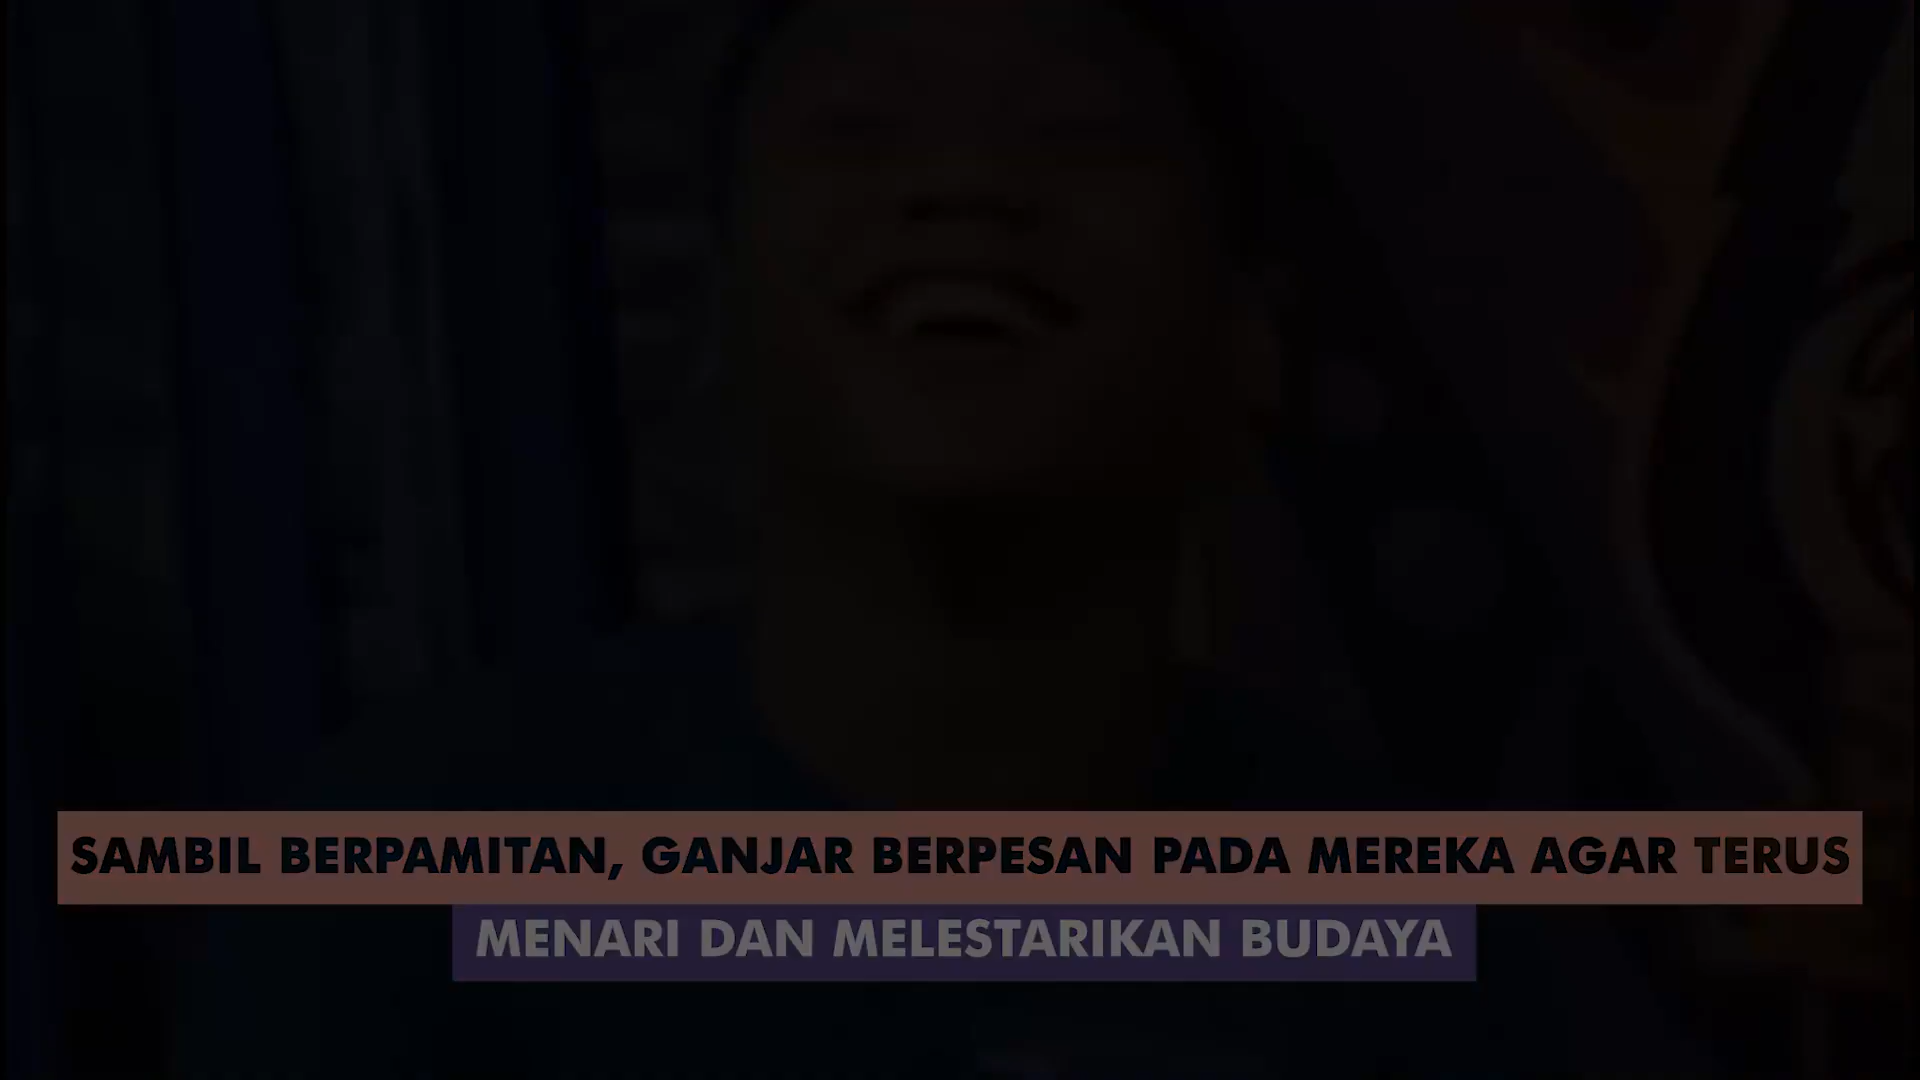 SAMBIL BERPAMITAN, GANJAR BERPESAN PADA MEREKA AGAR TERUS
MENARI DAN MELESTARIKAN BUDAYA